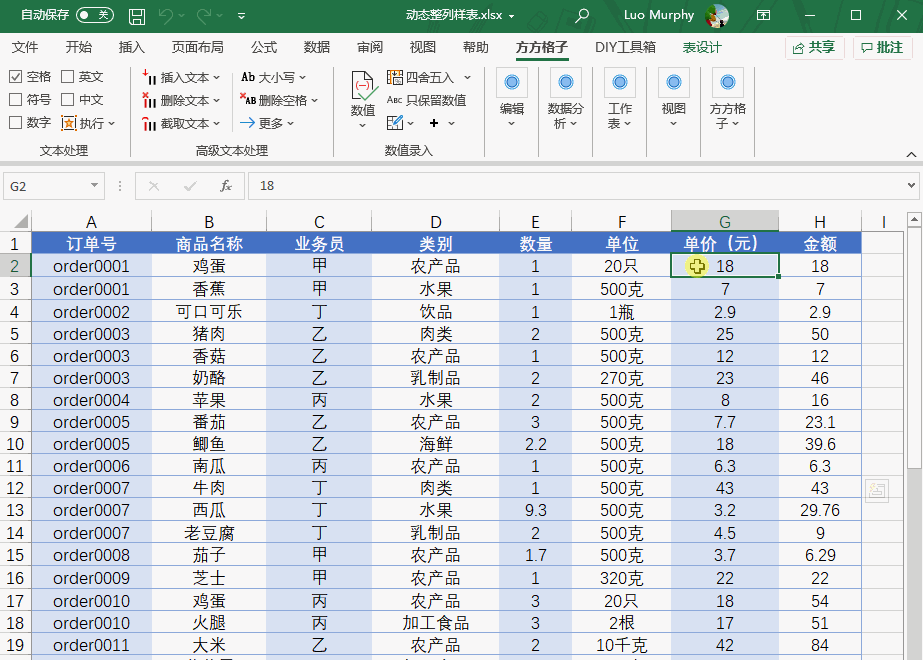 自动保存 关 动态整列样表.xlsx Luo Murphy
文件 开始 插入 页面布局 公式 数据 审阅 视图 帮助 方方格子 DIY工具箱 表设计 共享 批注
空格 英文 插入文本 Ab 大小写 数值 四舍五入 编辑 数据分析 工作表 视图 方方格子
符号 中文 删除文本 AB 删除空格 ABC 只保留数值
数字 执行 截取文本 更多
文本处理 高级文本处理 数值录入
G2 fx 18
A B C D E F G H I
1 订单号 商品名称 业务员 类别 数量 单位 单价（元） 金额
2 order0001 鸡蛋 甲 农产品 1 20只 18 18
3 order0001 香蕉 甲 水果 1 500克 7 7
4 order0002 可口可乐 丁 饮品 1 1瓶 2.9 2.9
5 order0003 猪肉 乙 肉类 2 500克 25 50
6 order0003 香菇 乙 农产品 1 500克 12 12
7 order0003 奶酪 乙 乳制品 2 270克 23 46
8 order0004 苹果 丙 水果 2 500克 8 16
9 order0005 番茄 乙 农产品 3 500克 7.7 23.1
10 order0005 鲫鱼 乙 海鲜 2.2 500克 18 39.6
11 order0006 南瓜 丙 农产品 1 500克 6.3 6.3
12 order0007 牛肉 丁 肉类 1 500克 43 43
13 order0007 西瓜 丁 水果 9.3 500克 3.2 29.76
14 order0007 老豆腐 丁 乳制品 2 500克 4.5 9
15 order0008 茄子 甲 农产品 1.7 500克 3.7 6.29
16 order0009 芝士 甲 农产品 1 320克 22 22
17 order0010 鸡蛋 丙 农产品 3 20只 18 54
18 order0010 火腿 丙 加工食品 3 2根 17 51
19 order0011 大米 乙 农产品 2 10千克 42 84